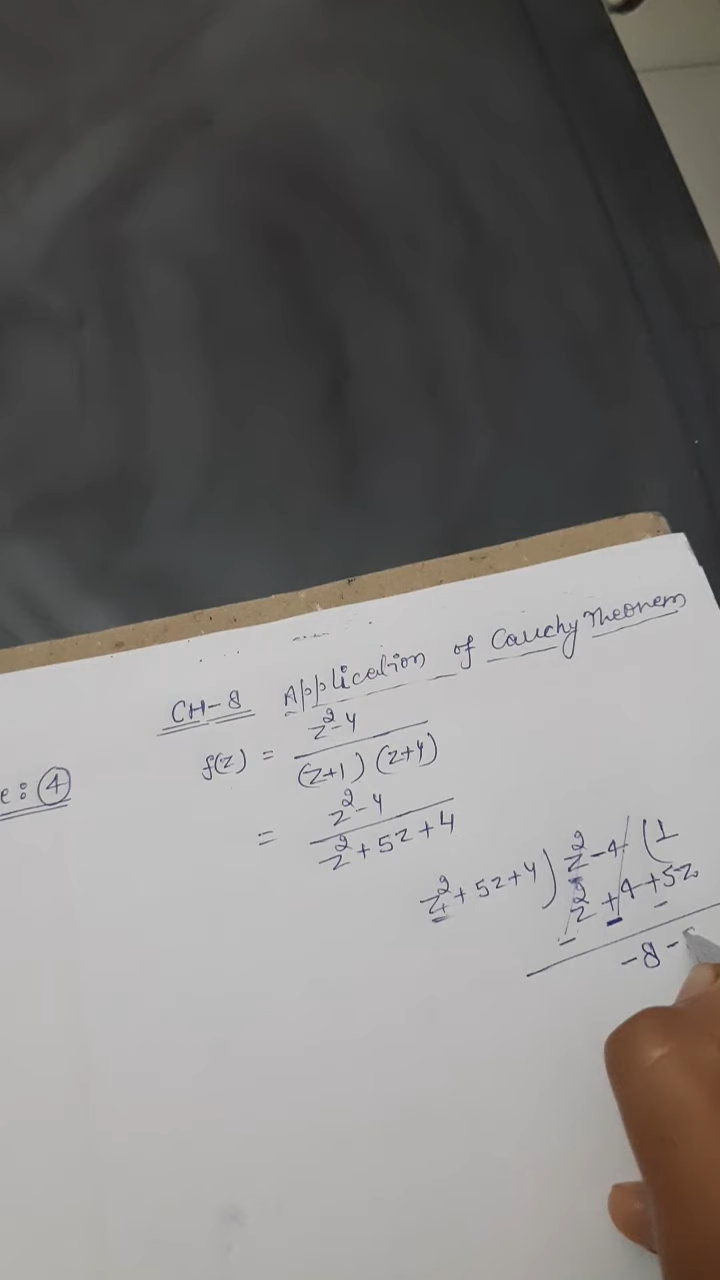 CH-8 Application of Cauchy Theorem
f(z) = z²-4 / (z+1) (z+4)
e: ④
= z²-4 / z²+5z+4
z²+5z+4 ) z²-4 ( 1
z²+4+5z
- - -
-8-